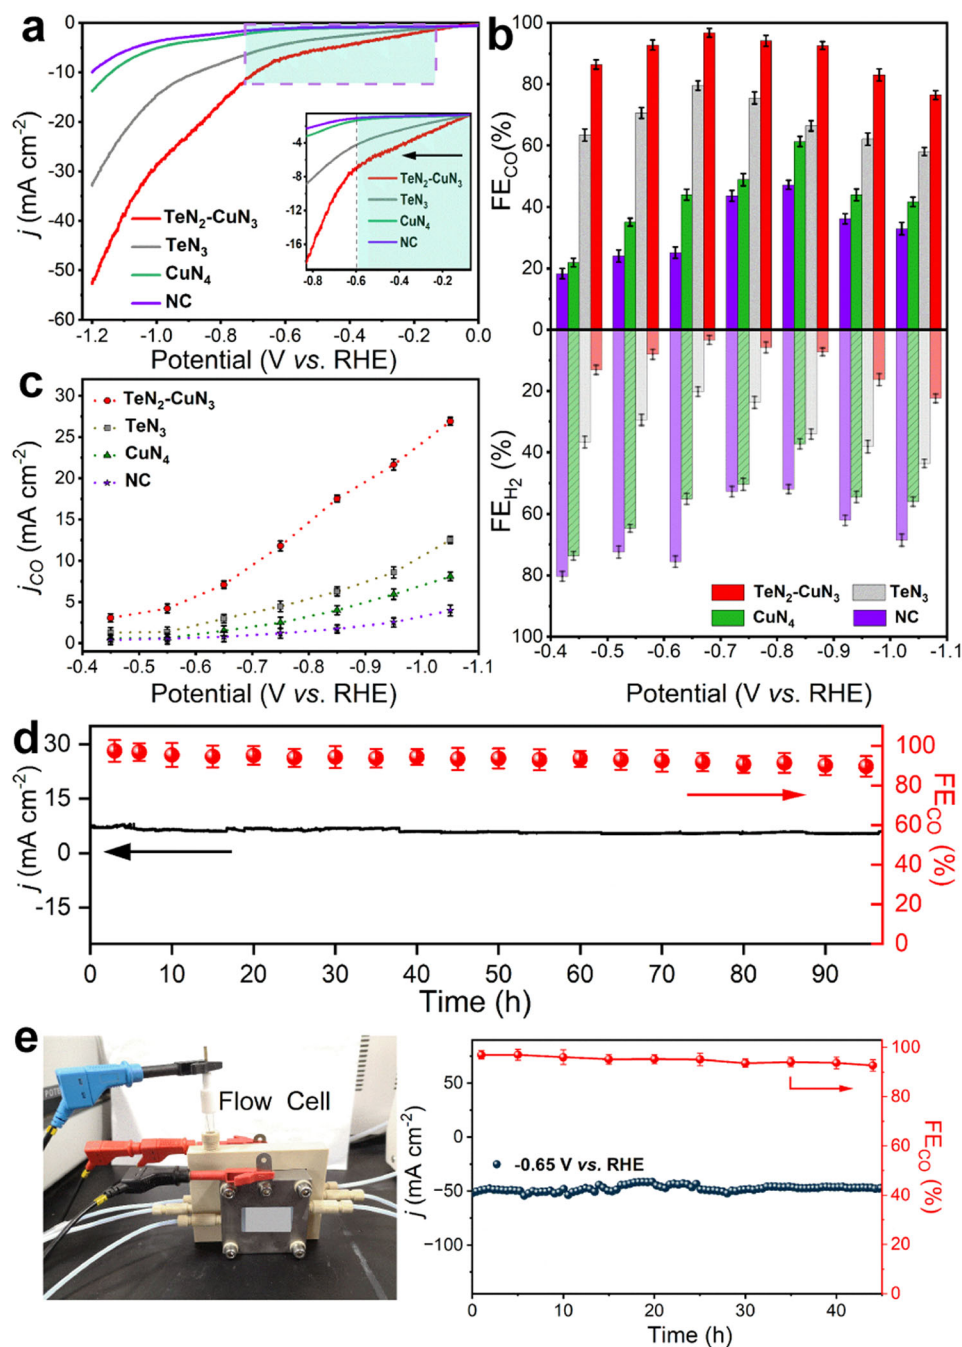 a
j (mA cm-2)
0
-10
-20
-30
-40
-50
-60
TeN2-CuN3
TeN3
CuN4
NC
-4
-8
-12
-16
TeN2-CuN3
TeN3
CuN4
NC
-0.8 -0.6 -0.4 -0.2
-1.2 -1.0 -0.8 -0.6 -0.4 -0.2 0.0
Potential (V vs. RHE)
b
FECO(%)
100
80
60
40
20
0
20
40
60
80
100
FEH2 (%)
TeN2-CuN3 TeN3
CuN4 NC
-0.4 -0.5 -0.6 -0.7 -0.8 -0.9 -1.0 -1.1
Potential (V vs. RHE)
c
jCO (mA cm-2)
30
25
20
15
10
5
0
TeN2-CuN3
TeN3
CuN4
NC
-0.4 -0.5 -0.6 -0.7 -0.8 -0.9 -1.0 -1.1
Potential (V vs. RHE)
d
j (mA cm-2)
30
15
0
-15
100
80
60
40
20
0
FECO (%)
0 10 20 30 40 50 60 70 80 90
Time (h)
e
Flow Cell
j (mA cm-2)
50
0
−50
−100
-0.65 V vs. RHE
100
80
60
40
20
0
FECO (%)
0 10 20 30 40
Time (h)